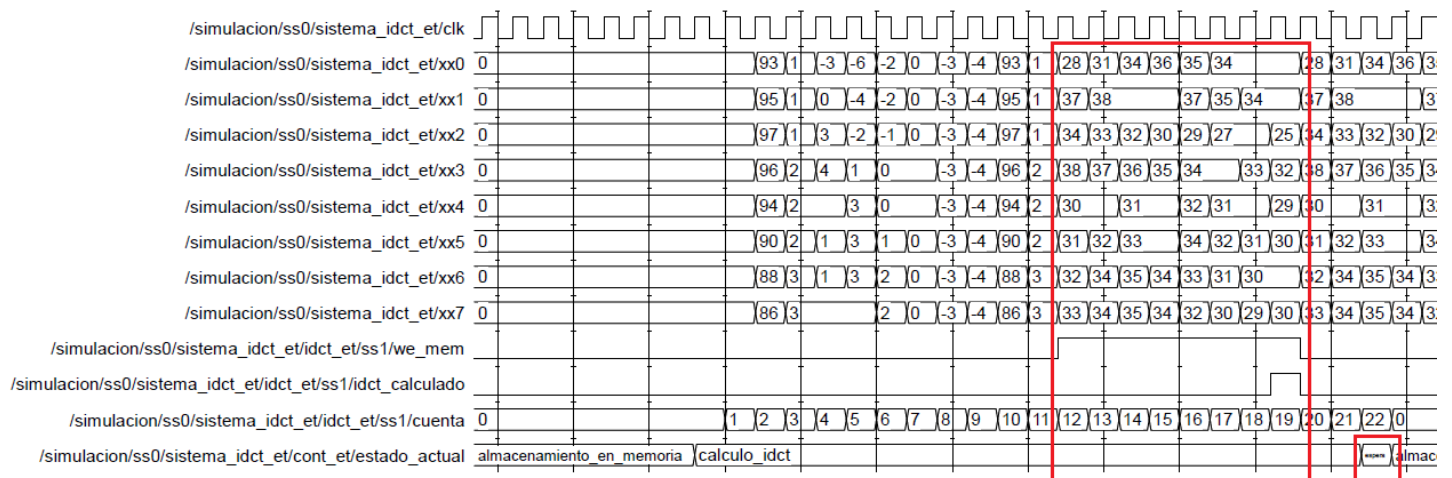 /simulacion/ss0/sistema_idct_et/clk
/simulacion/ss0/sistema_idct_et/xx0 0 93 1 -3 -6 -2 0 -3 -4 93 1 28 31 34 36 35 34 28 31 34 36 35
/simulacion/ss0/sistema_idct_et/xx1 0 95 1 0 -4 -2 0 -3 -4 95 1 37 38 37 35 34 37 38 37
/simulacion/ss0/sistema_idct_et/xx2 0 97 1 3 -2 -1 0 -3 -4 97 1 34 33 32 30 29 27 25 34 33 32 30 29
/simulacion/ss0/sistema_idct_et/xx3 0 96 2 4 1 0 -3 -4 96 2 38 37 36 35 34 33 32 38 37 36 35 34
/simulacion/ss0/sistema_idct_et/xx4 0 94 2 3 0 -3 -4 94 2 30 31 32 31 29 30 31 32
/simulacion/ss0/sistema_idct_et/xx5 0 90 2 1 3 1 0 -3 -4 90 2 31 32 33 34 32 31 30 31 32 33 34
/simulacion/ss0/sistema_idct_et/xx6 0 88 3 1 3 2 0 -3 -4 88 3 32 34 35 34 33 31 30 32 34 35 34 33
/simulacion/ss0/sistema_idct_et/xx7 0 86 3 2 0 -3 -4 86 3 33 34 35 34 32 30 29 30 33 34 35 34 32
/simulacion/ss0/sistema_idct_et/idct_et/ss1/we_mem
/simulacion/ss0/sistema_idct_et/idct_et/ss1/idct_calculado
/simulacion/ss0/sistema_idct_et/idct_et/ss1/cuenta 0 1 2 3 4 5 6 7 8 9 10 11 12 13 14 15 16 17 18 19 20 21 22 0
/simulacion/ss0/sistema_idct_et/cont_et/estado_actual almacenamiento_en_memoria calculo_idct espera almac